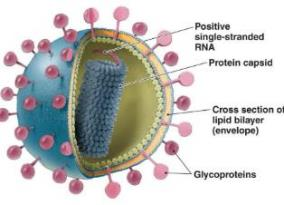 Positive
single-stranded
RNA
Protein capsid
Cross section of
lipid bilayer
(envelope)
Glycoproteins